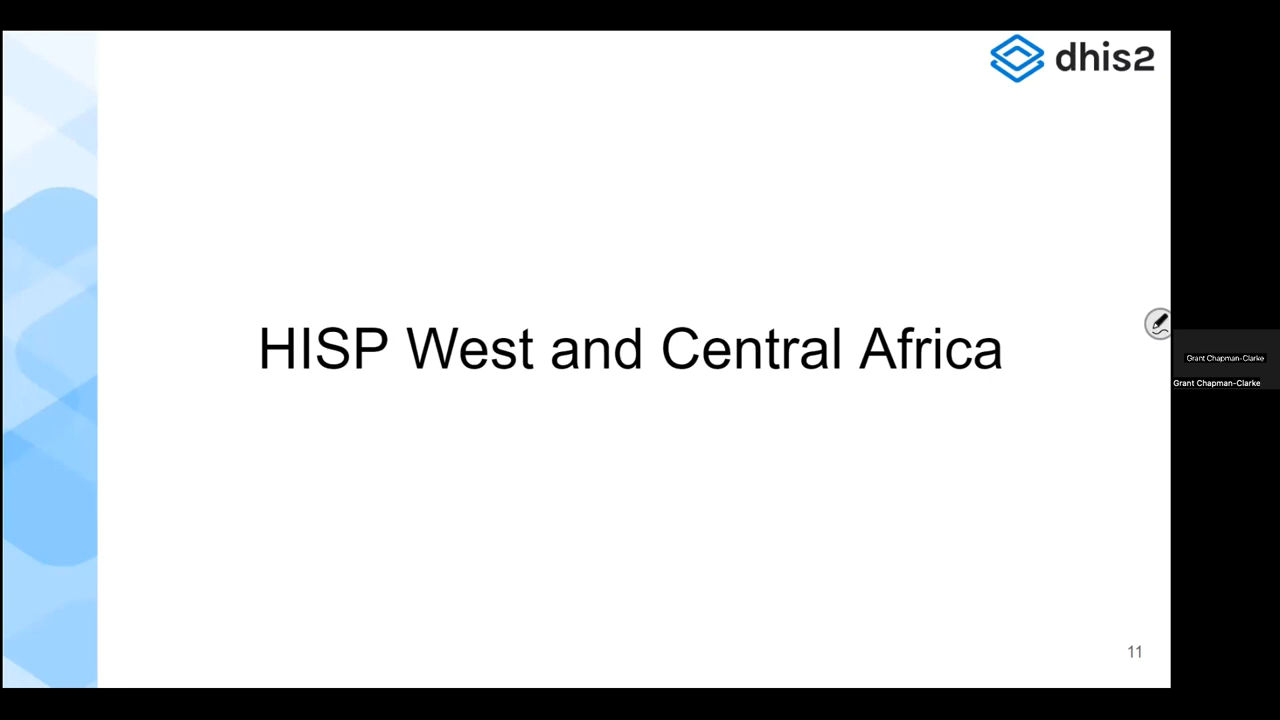 dhis2
HISP West and Central Africa
Grant Chapman-Clarke
Grant Chapman-Clarke
11